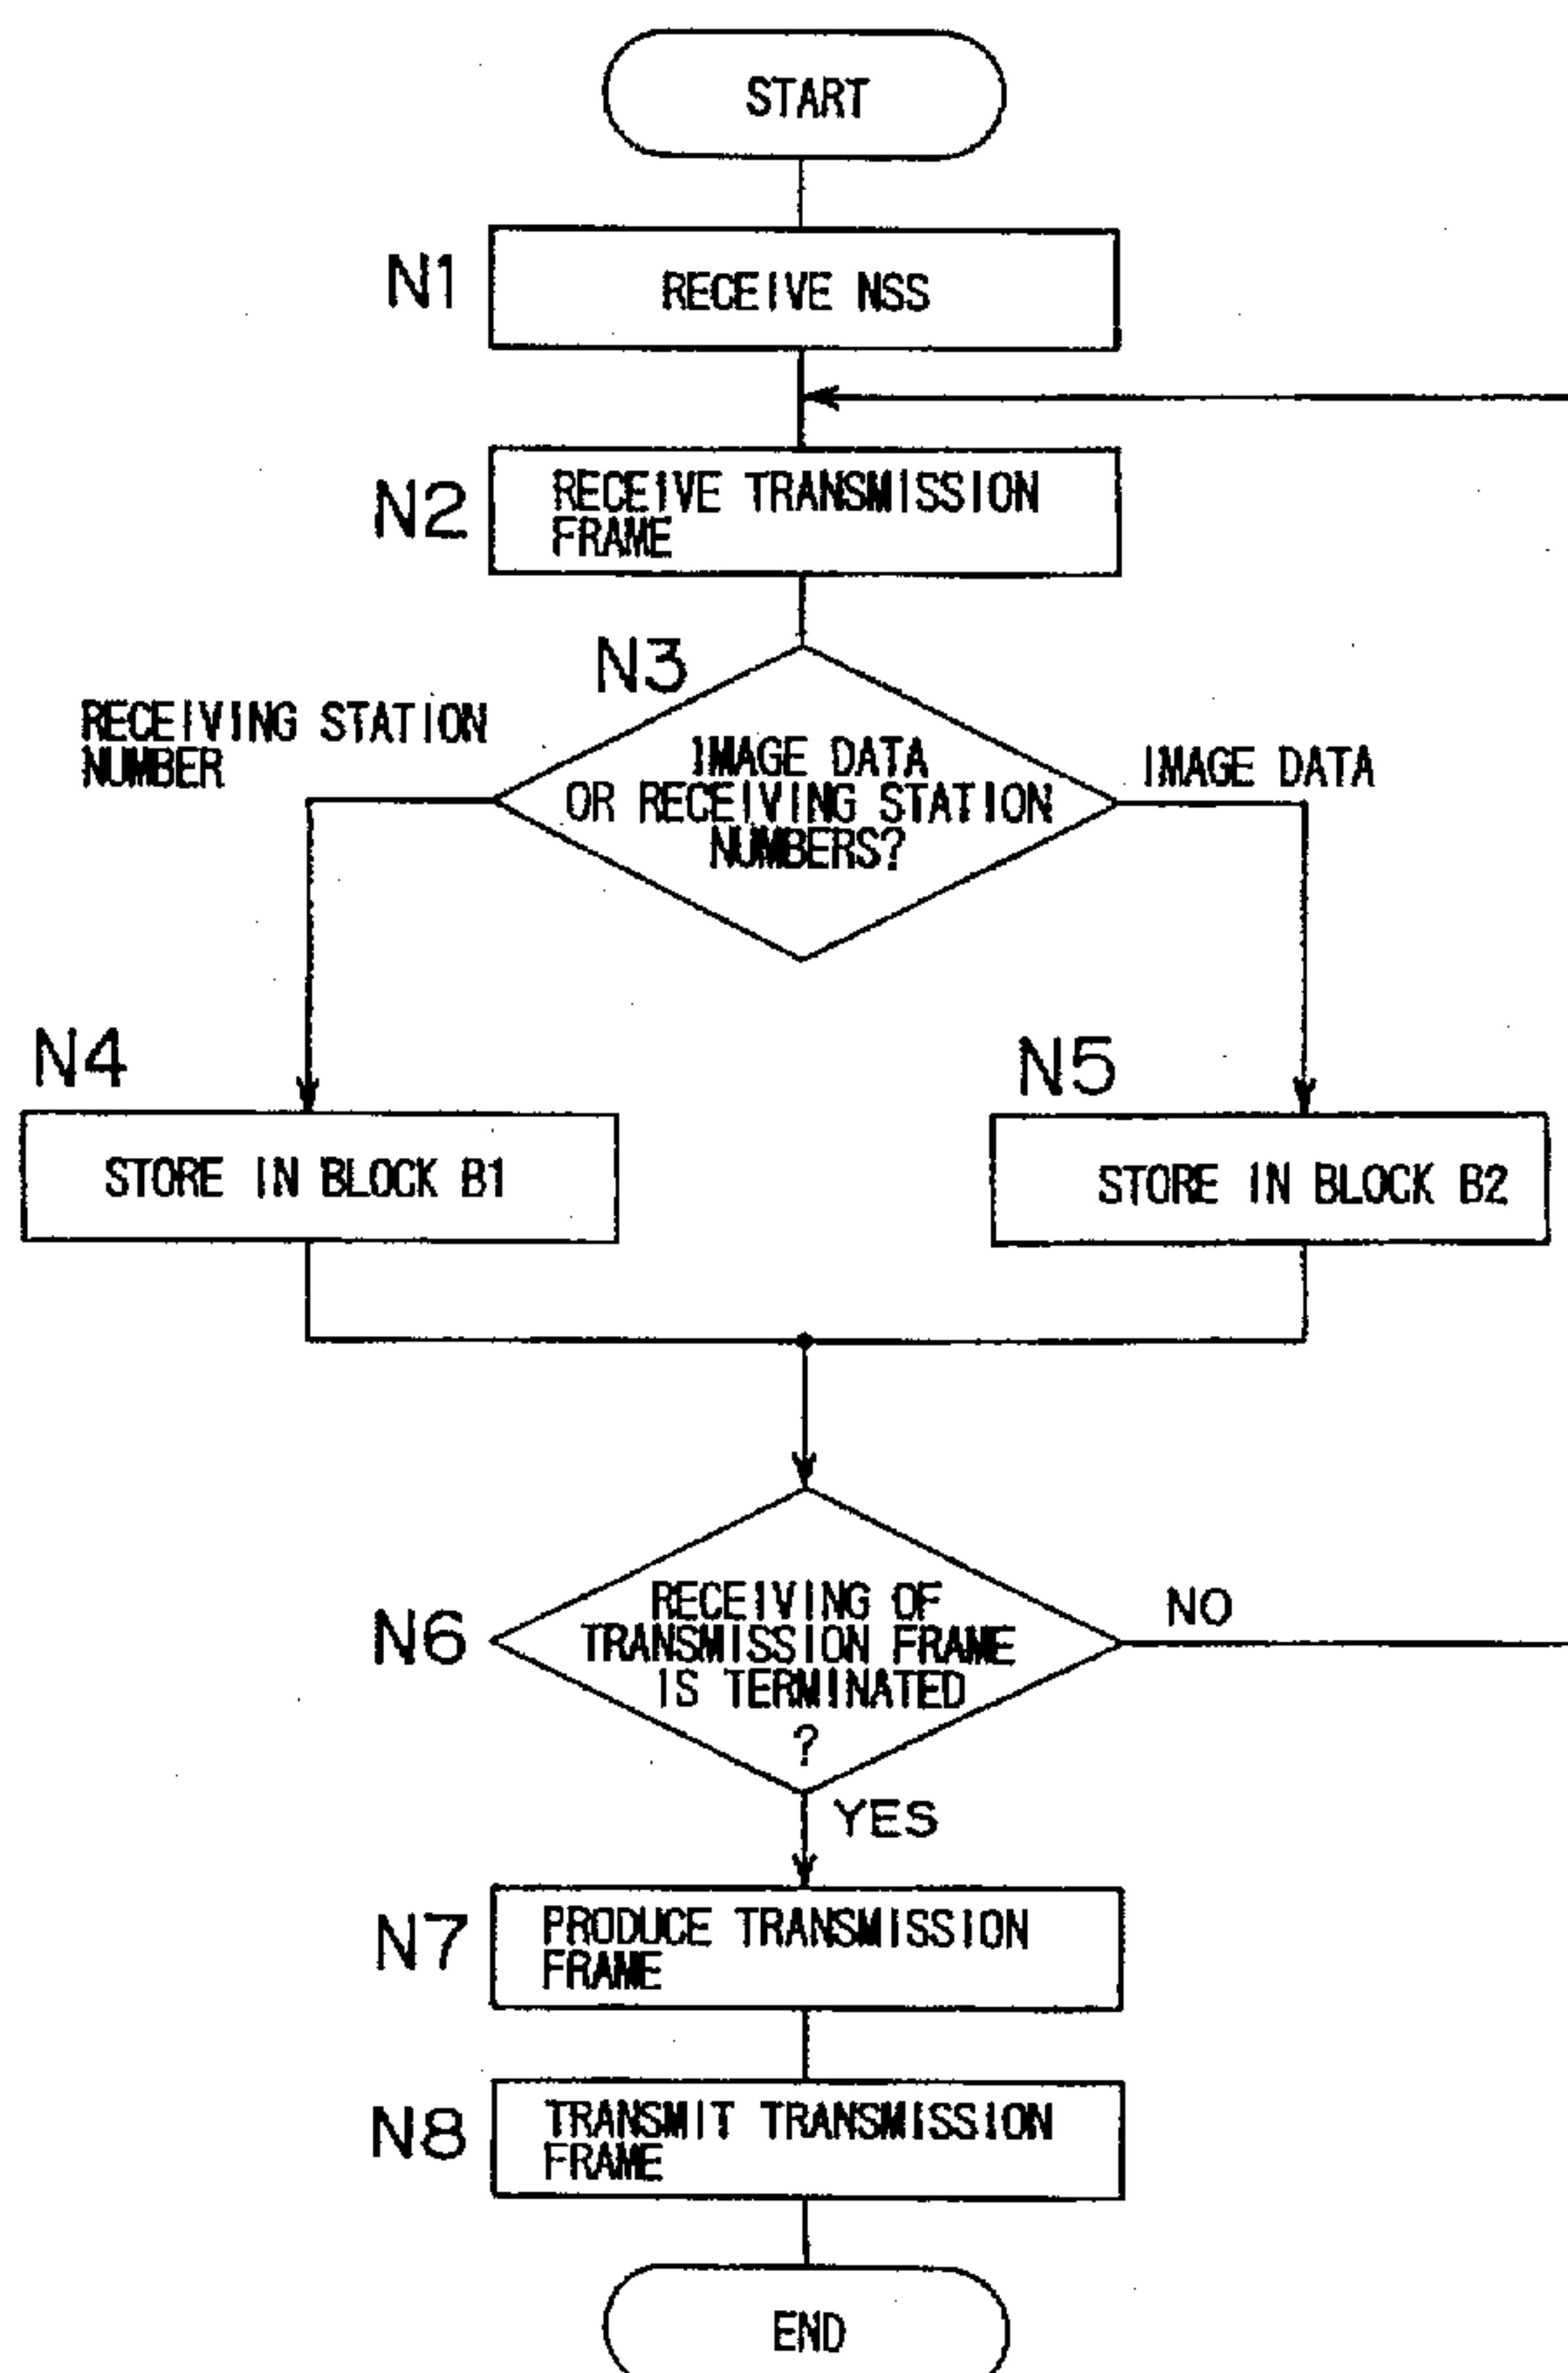 START
N1
RECEIVE NSS
N2
RECEIVE TRANSMISSION
FRAME
N3
RECEIVING STATION
NUMBER
IMAGE DATA
OR RECEIVING STATION
NUMBERS?
IMAGE DATA
N4
STORE IN BLOCK B1
N5
STORE IN BLOCK B2
N6
RECEIVING OF
TRANSMISSION FRAME
IS TERMINATED
?
NO
YES
N7
PRODUCE TRANSMISSION
FRAME
N8
TRANSMIT TRANSMISSION
FRAME
END